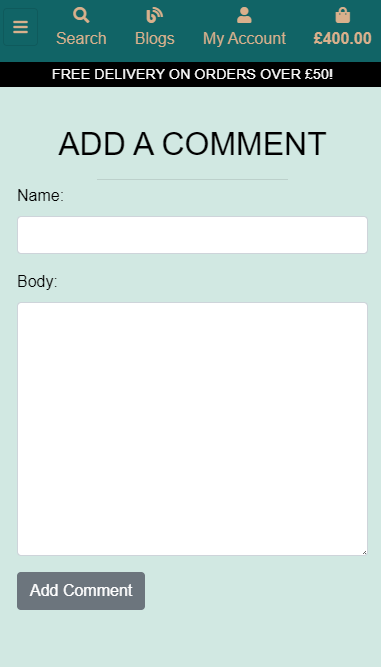 Search Blogs My Account £400.00
FREE DELIVERY ON ORDERS OVER £50!
ADD A COMMENT
Name:
Body:
Add Comment